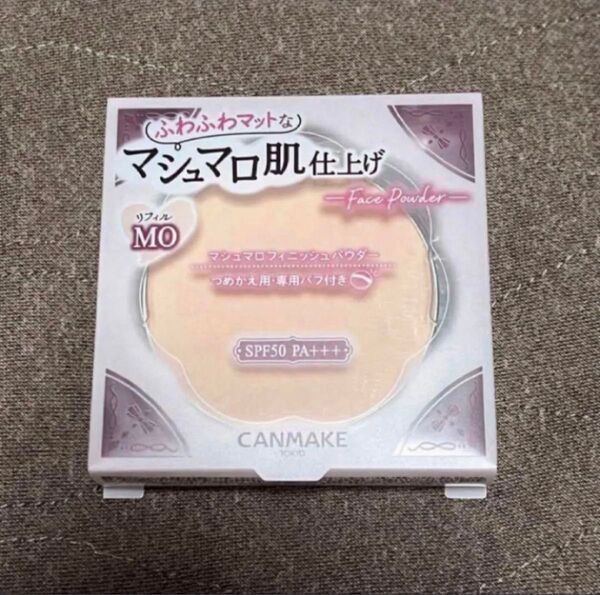 ふわふわマットな
マシュマロ肌仕上げ
Face Powder
リフィル
MO
マシュマロフィニッシュパウダー
つめかえ用・専用パフ付き
SPF50 PA+++
CANMAKE
TOKYO